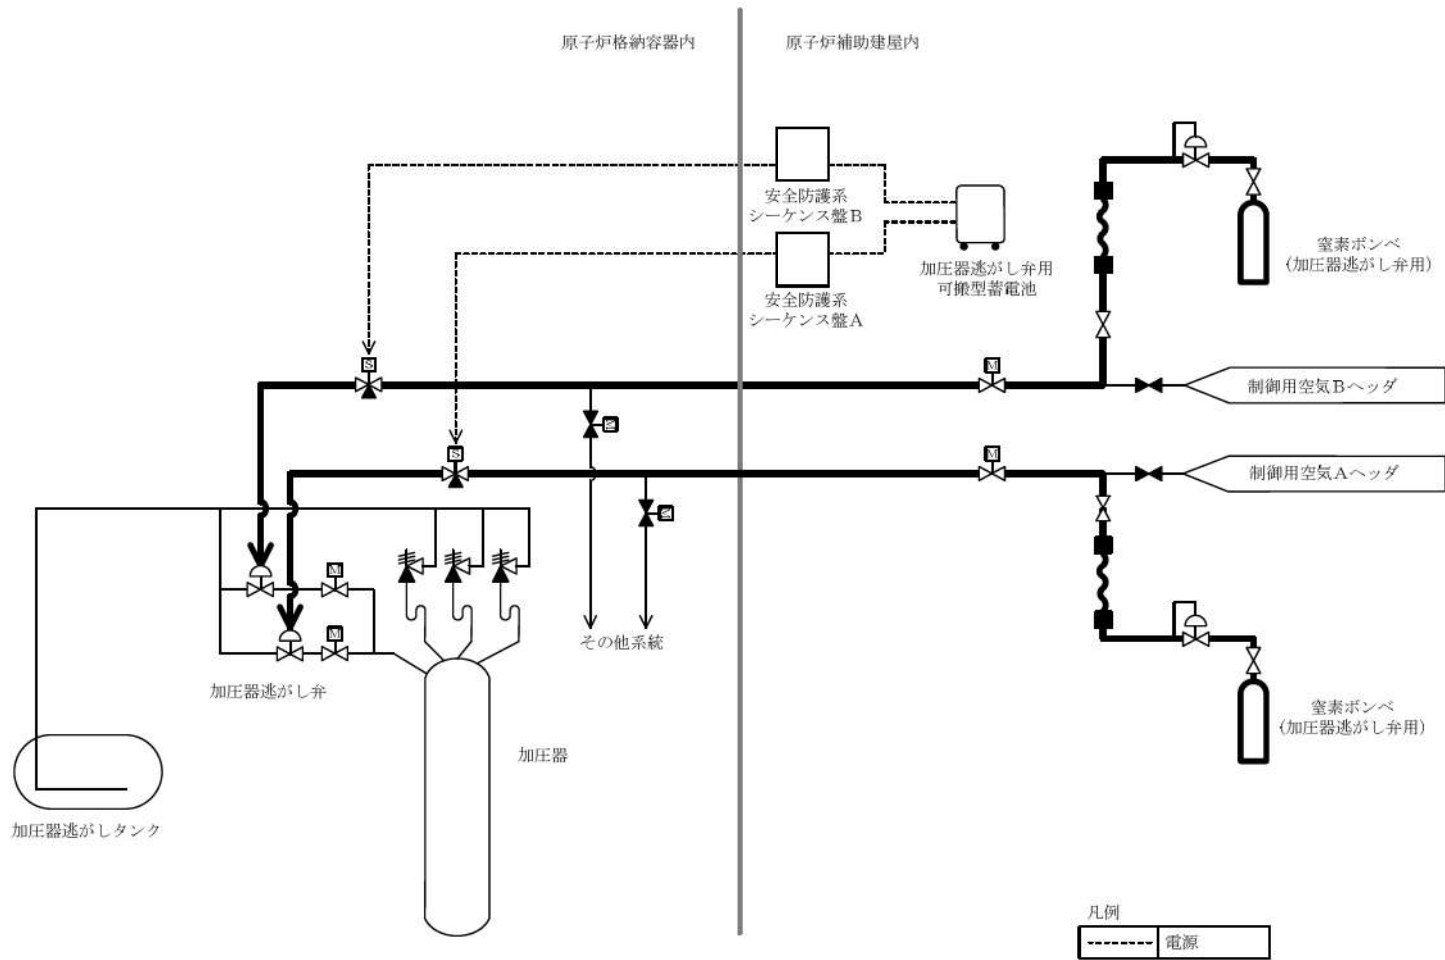 原子炉格納容器内
原子炉補助建屋内
安全防護系
シーケンス盤B
安全防護系
シーケンス盤A
加圧器逃がし弁用
可搬型蓄電池
窒素ボンベ
(加圧器逃がし弁用)
S
M
制御用空気Bヘッダ
M
S
M
制御用空気Aヘッダ
M
M
M
その他系統
加圧器逃がし弁
窒素ボンベ
(加圧器逃がし弁用)
加圧器
加圧器逃がしタンク
凡例
電源